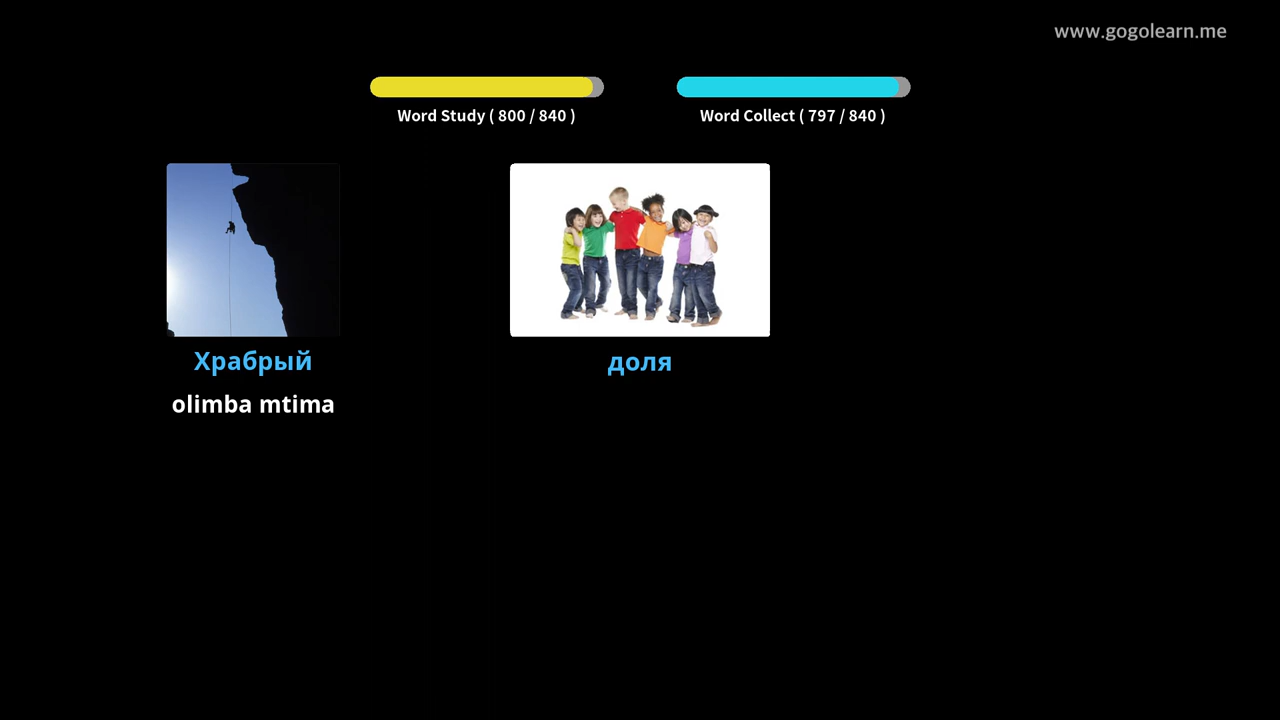 www.gogolearn.me
Word Study ( 800 / 840 )
Word Collect ( 797 / 840 )
Храбрый
olimba mtima
доля